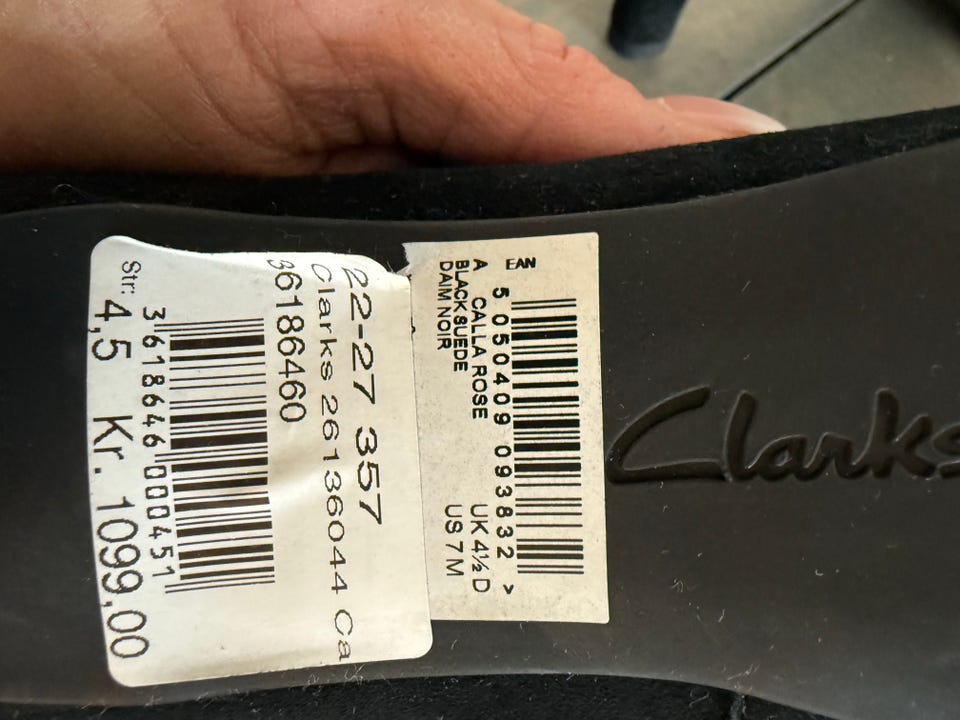 22-27 357
Clarks 26136044 Ca
36186460
3618646000451
Str: 4,5 Kr. 1099,00
EAN
5 050409 093832 >
A CALLA ROSE UK 4½ D
BLACK SUEDE US 7 M
DAIM NOIR
Clarks